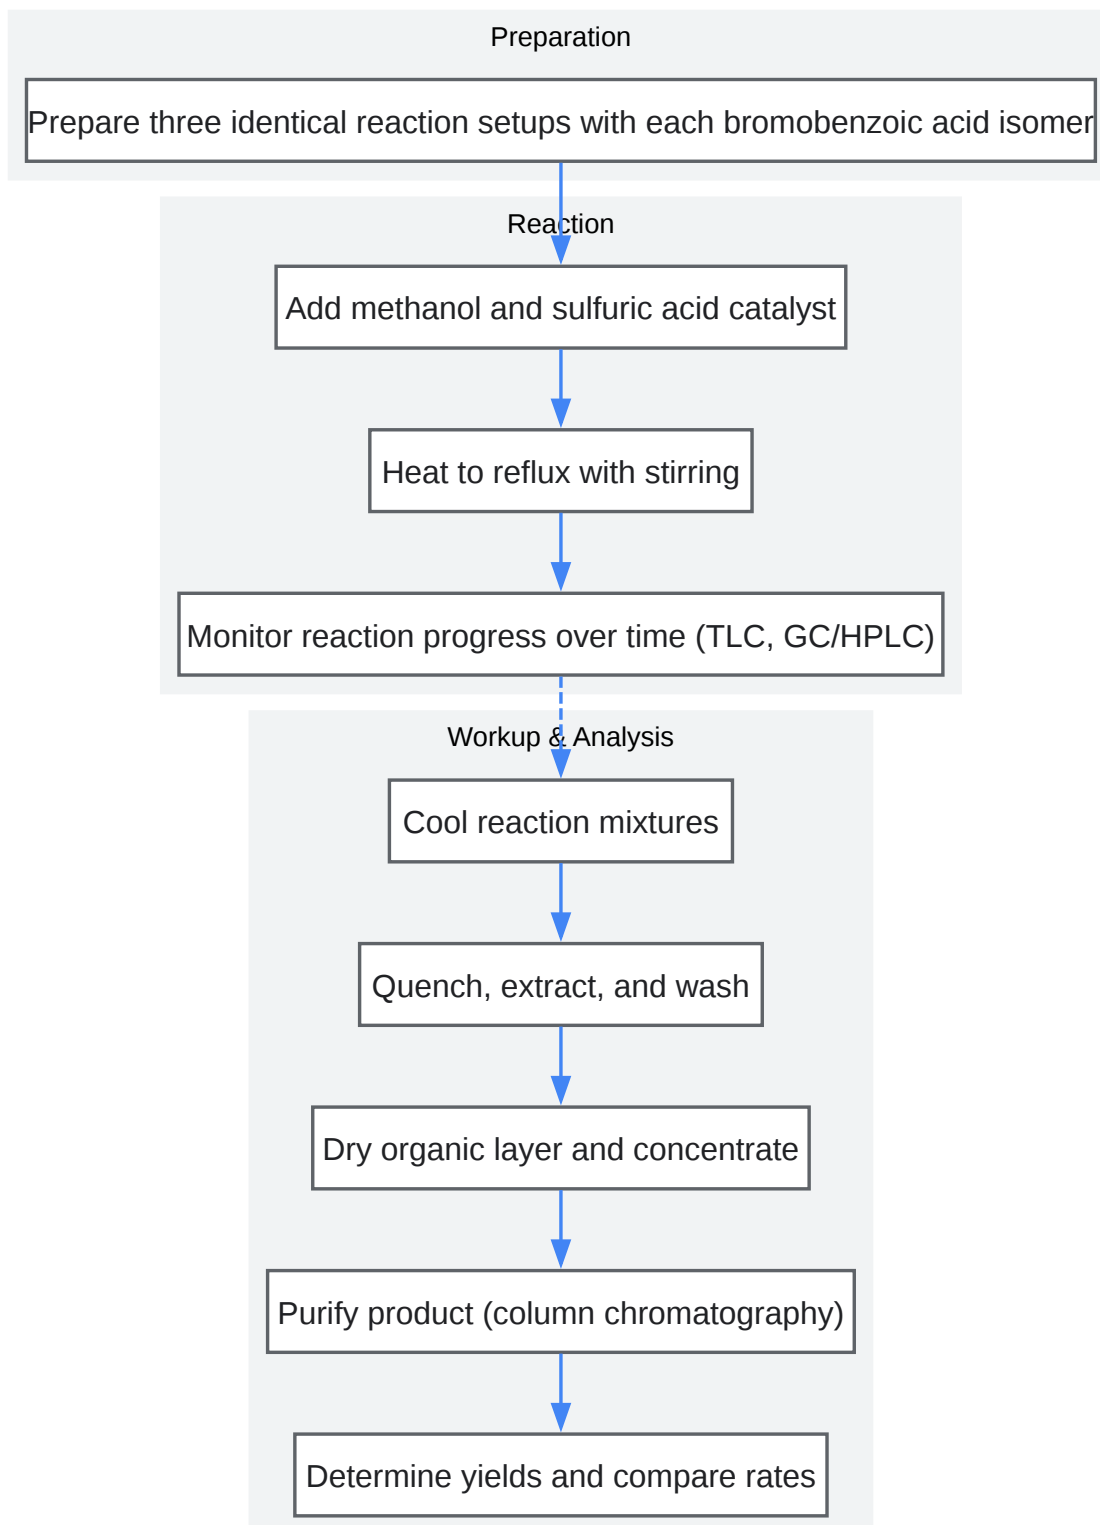 Preparation
Prepare three identical reaction setups with each bromobenzoic acid isomer
Reaction
Add methanol and sulfuric acid catalyst
Heat to reflux with stirring
Monitor reaction progress over time (TLC, GC/HPLC)
Workup & Analysis
Cool reaction mixtures
Quench, extract, and wash
Dry organic layer and concentrate
Purify product (column chromatography)
Determine yields and compare rates